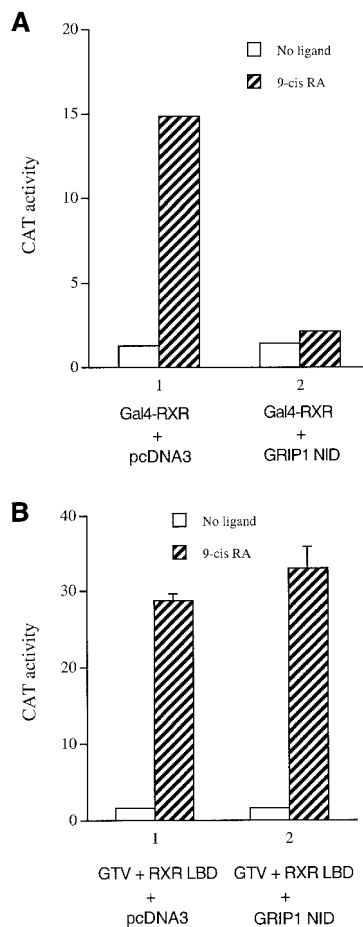 A
20
15
10
5
0
CAT activity
No ligand
9-cis RA
1
2
Gal4-RXR
+
pcDNA3
Gal4-RXR
+
GRIP1 NID
B
40
30
20
10
0
CAT activity
No ligand
9-cis RA
1
2
GTV + RXR LBD
+
pcDNA3
GTV + RXR LBD
+
GRIP1 NID